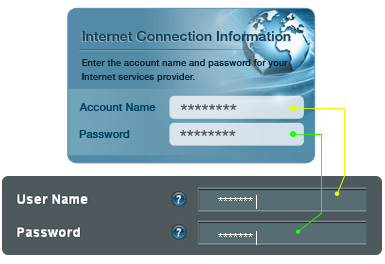 Internet Connection Information
Enter the account name and password for your
Internet services provider.
Account Name ********
Password ********
User Name ? *******
Password ? *******